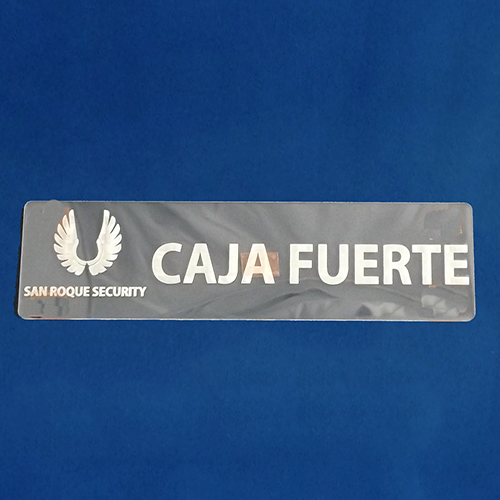 CAJA FUERTE
SAN ROQUE SECURITY